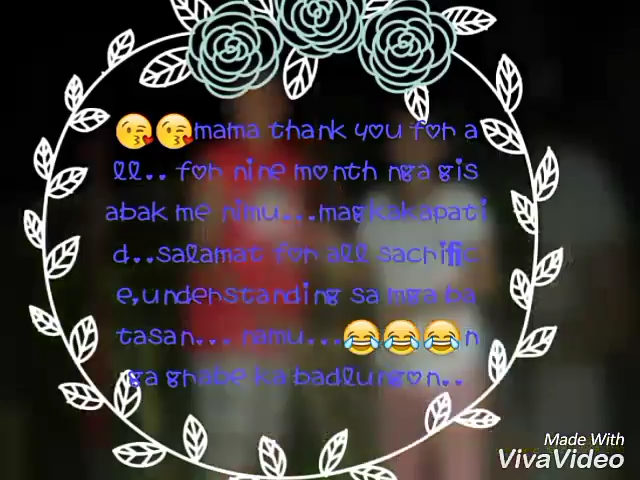 😘😘mama thank you for a
ll.. for nine month nga gis
abak me nimu...magkakapati
d..salamat for all sacrific
e,understanding sa mga ba
tasan... namu...😂😂😂n
ga grabe ka badlungon..
Made With
VivaVideo